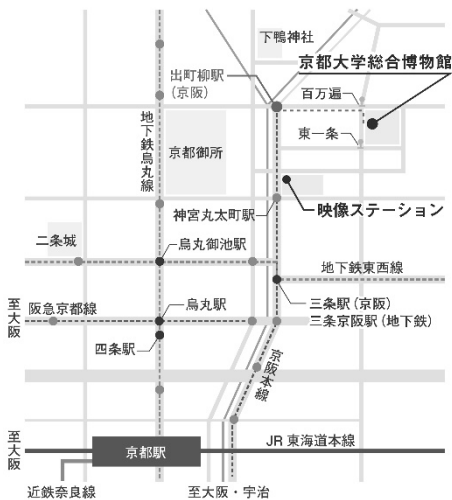 下鴨神社
京都大学総合博物館
出町柳駅
(京阪)
百万遍
地下鉄烏丸線
京都御所
東一条
映像ステーション
神宮丸太町駅
二条城
烏丸御池駅
地下鉄東西線
至大阪
阪急京都線
烏丸駅
三条駅(京阪)
三条京阪駅(地下鉄)
四条駅
京阪本線
至大阪
京都駅
JR東海道本線
近鉄奈良線
至大阪・宇治